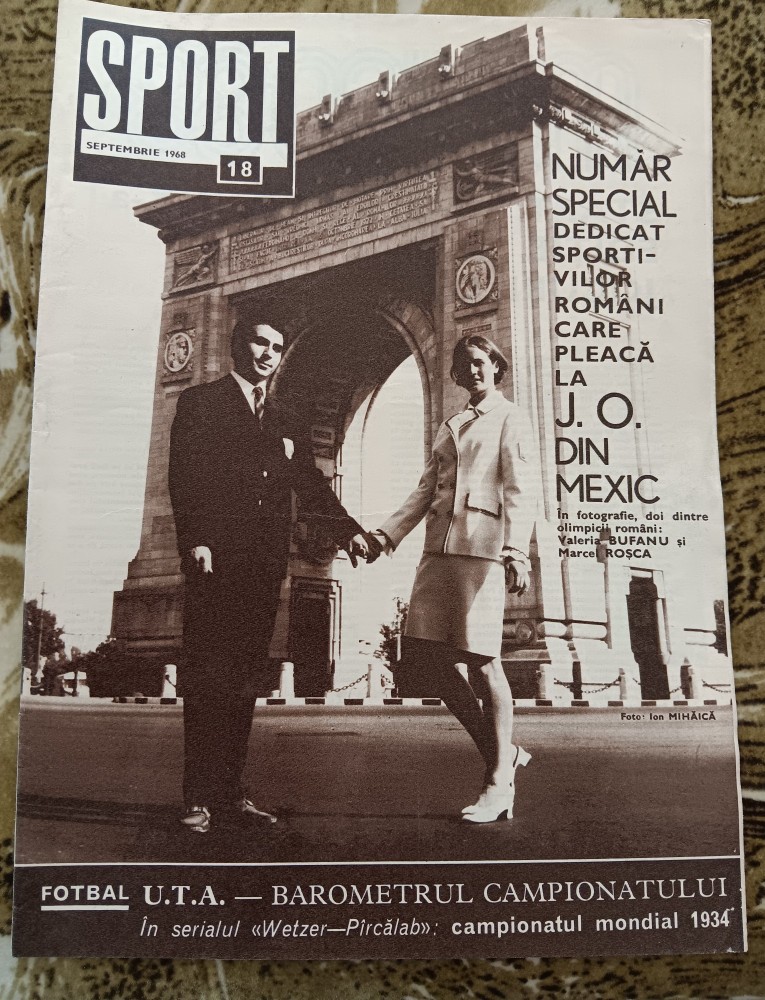 SPORT
SEPTEMBRIE 1968
18
NUMĂR
SPECIAL
DEDICAT
SPORTI-
VILOR
ROMÂNI
CARE
PLEACĂ
LA
J. O.
DIN
MEXIC
În fotografie, doi dintre
olimpicii români:
Valeria BUFANU și
Marcel ROȘCA
Foto: Ion MIHĂICĂ
FOTBAL U.T.A. — BAROMETRUL CAMPIONATULUI
În serialul «Wetzer—Pîrcălab»: campionatul mondial 1934